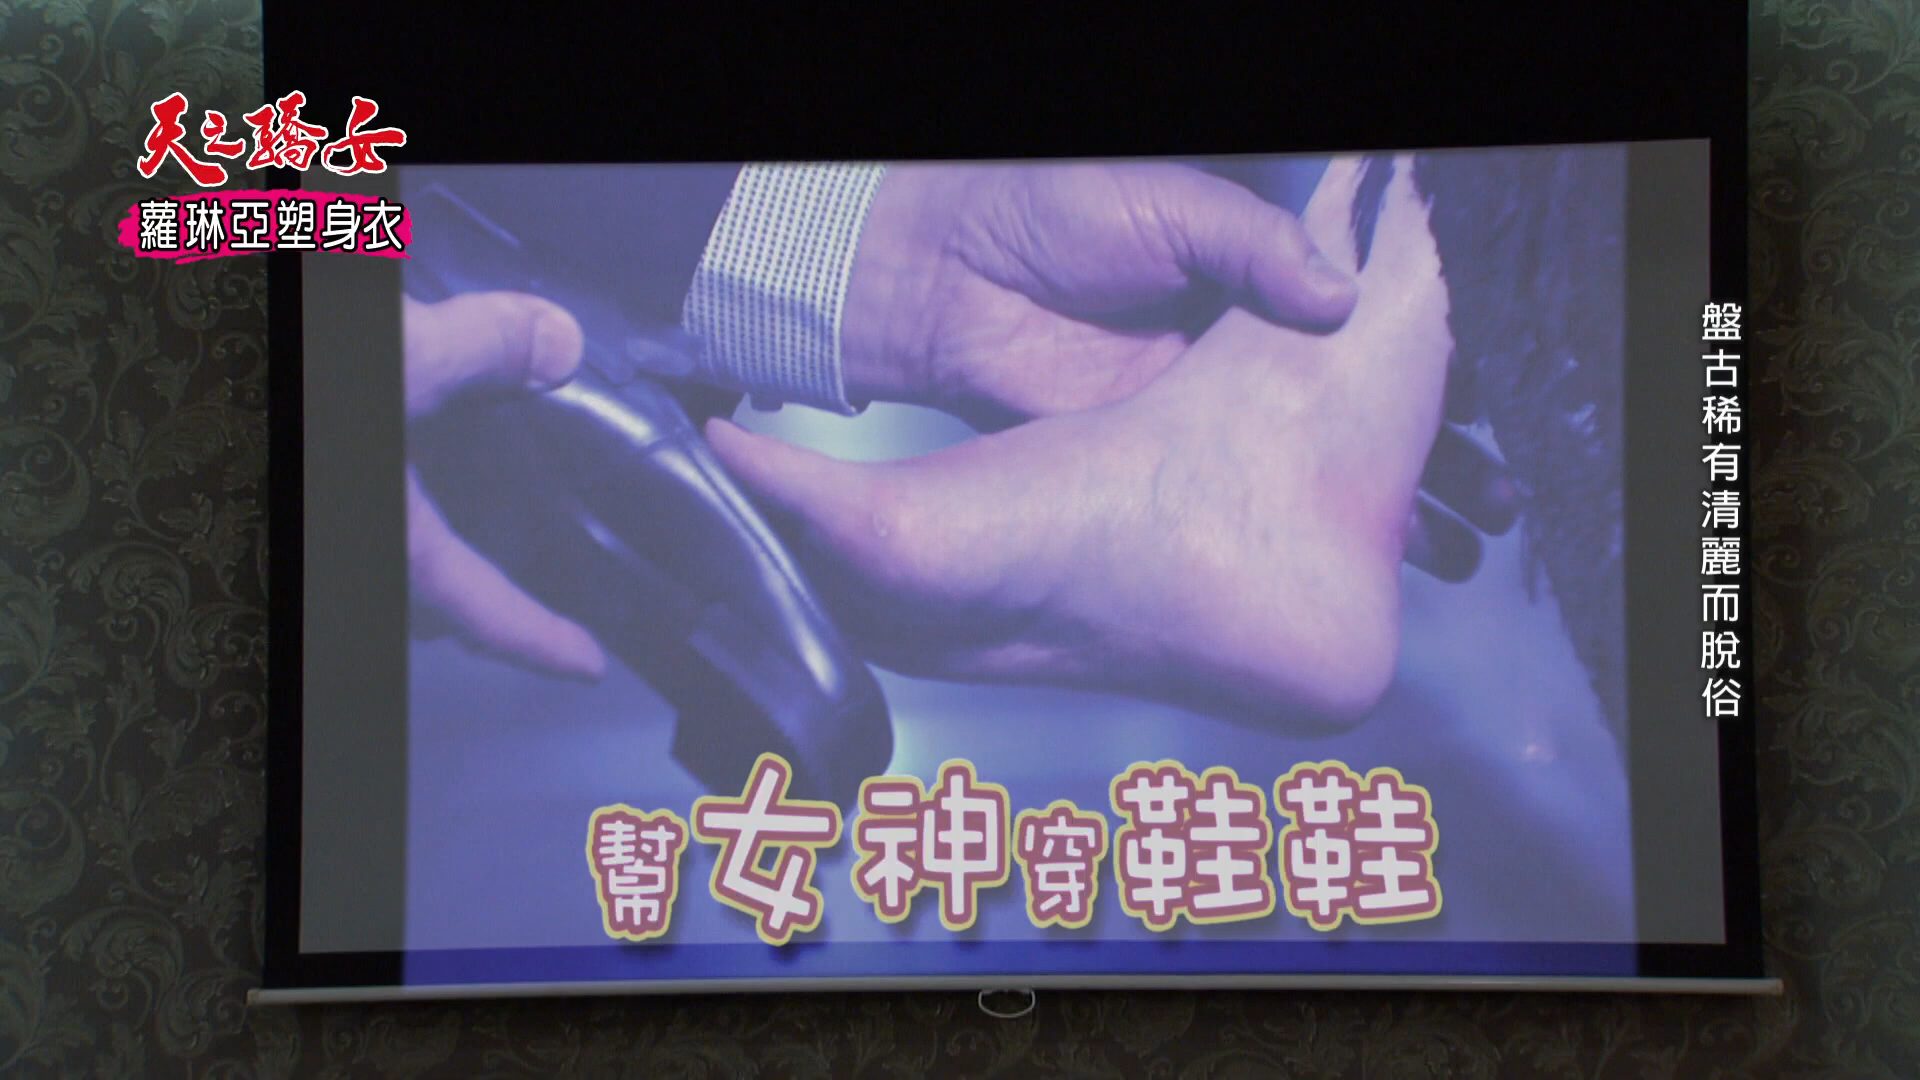 天之驕女
蘿琳亞塑身衣
盤古稀有清麗而脫俗
幫女神穿鞋鞋